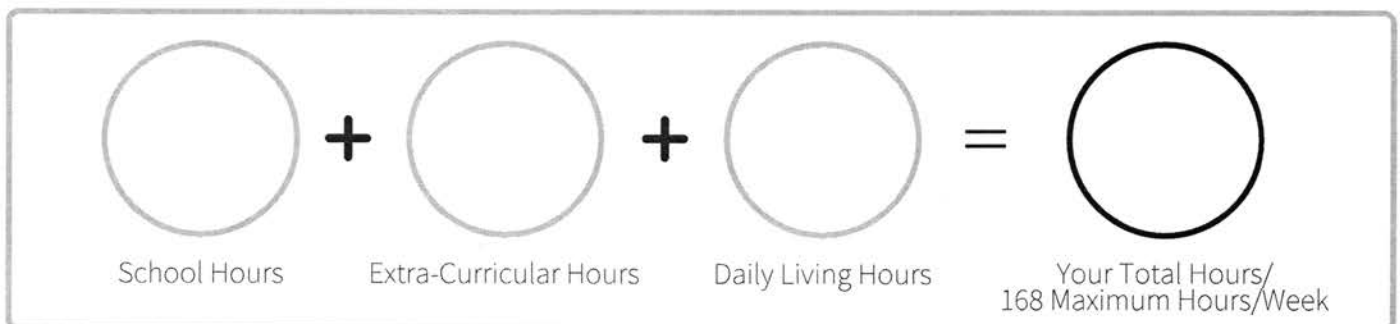 + + =
School Hours Extra-Curricular Hours Daily Living Hours Your Total Hours/
168 Maximum Hours/Week